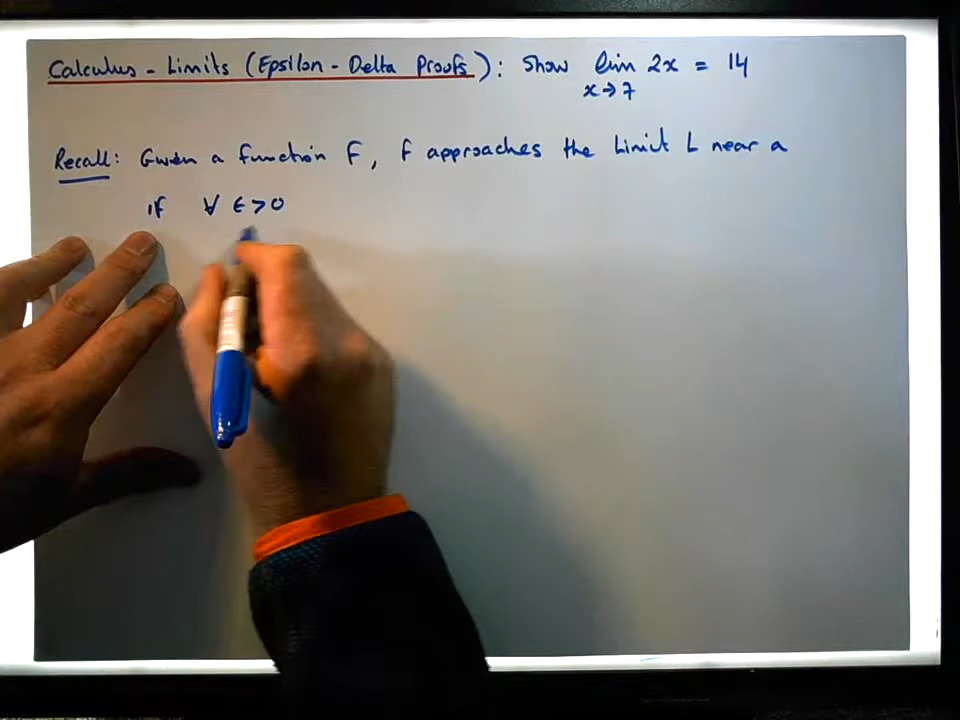 Calculus - Limits (Epsilon - Delta Proofs): Show lim 2x = 14
x→7
Recall: Given a function f, f approaches the limit L near a
if ∀ ε>0